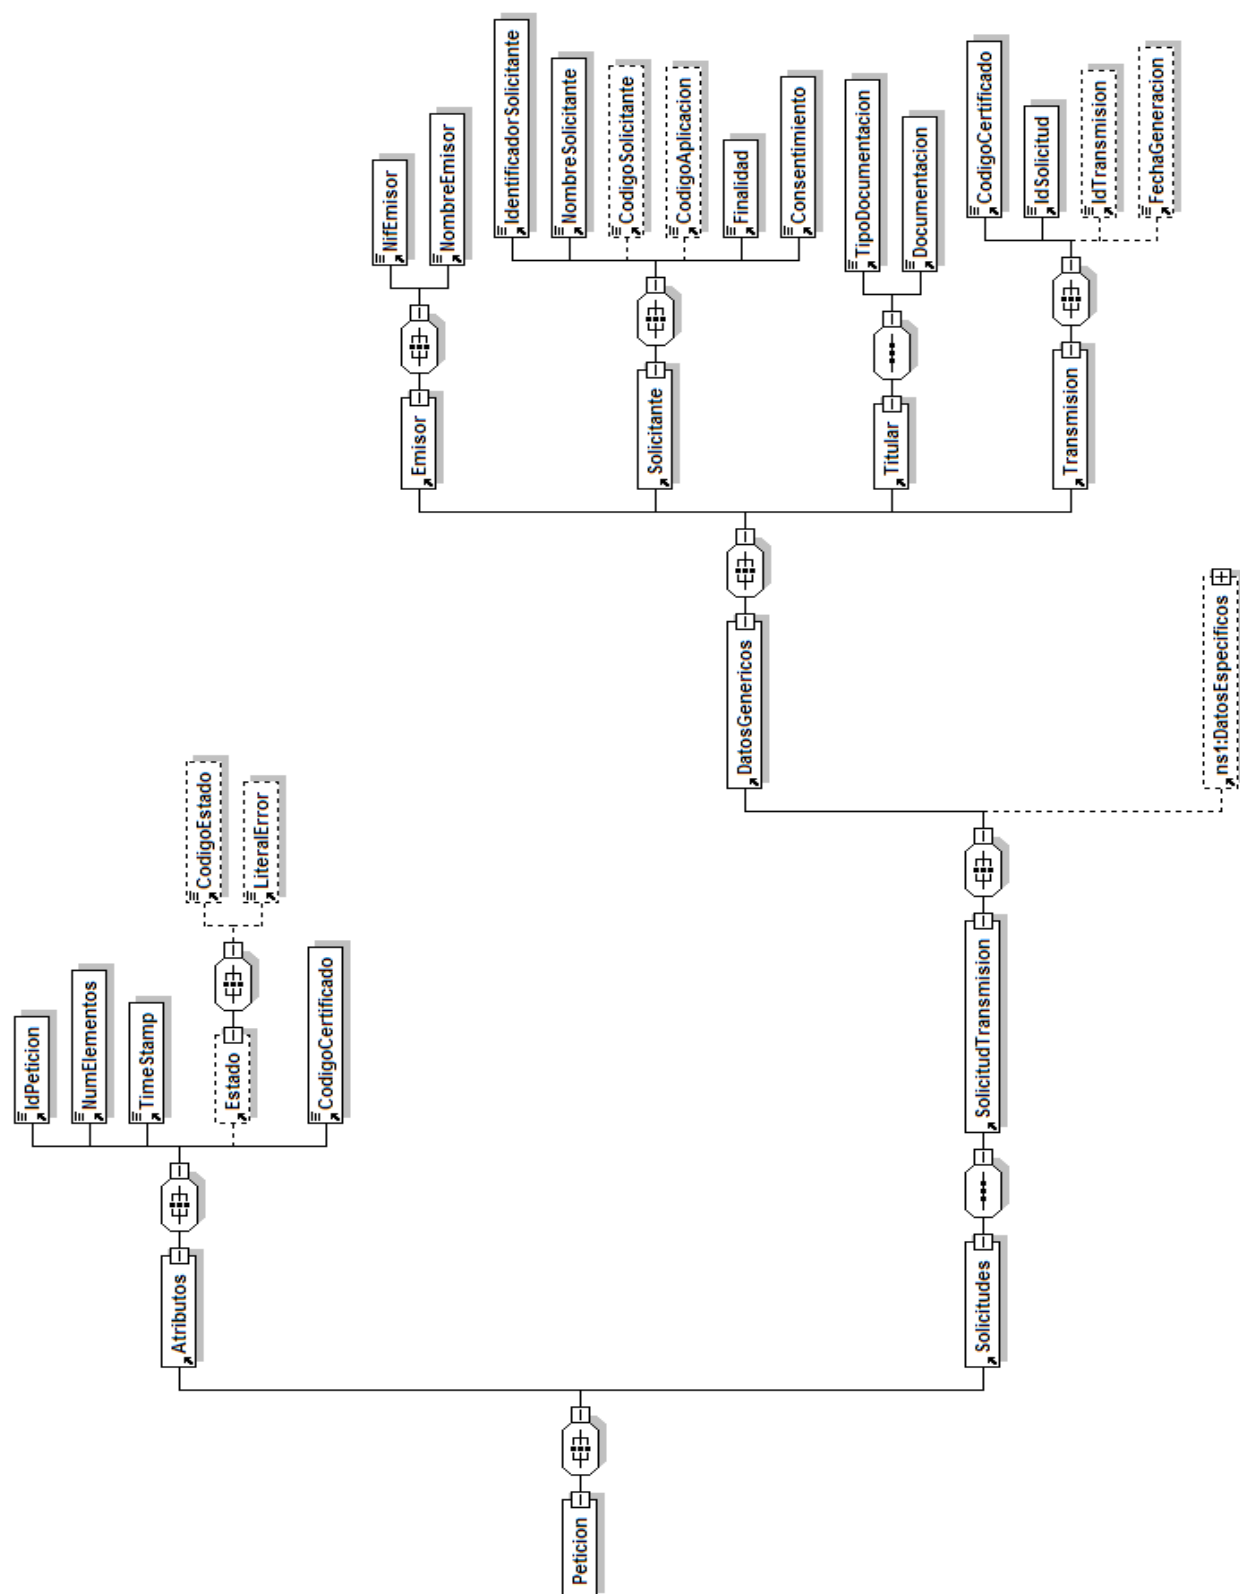 Peticion
Atributos
IdPeticion
NumElementos
TimeStamp
Estado
CodigoEstado
LiteralError
CodigoCertificado
Solicitudes
SolicitudTransmision
DatosGenericos
Emisor
NifEmisor
NombreEmisor
Solicitante
IdentificadorSolicitante
NombreSolicitante
CodigoSolicitante
CodigoAplicacion
Finalidad
Consentimiento
Titular
TipoDocumentacion
Documentacion
Transmision
CodigoCertificado
IdSolicitud
IdTransmision
FechaGeneracion
ns1:DatosEspecificos